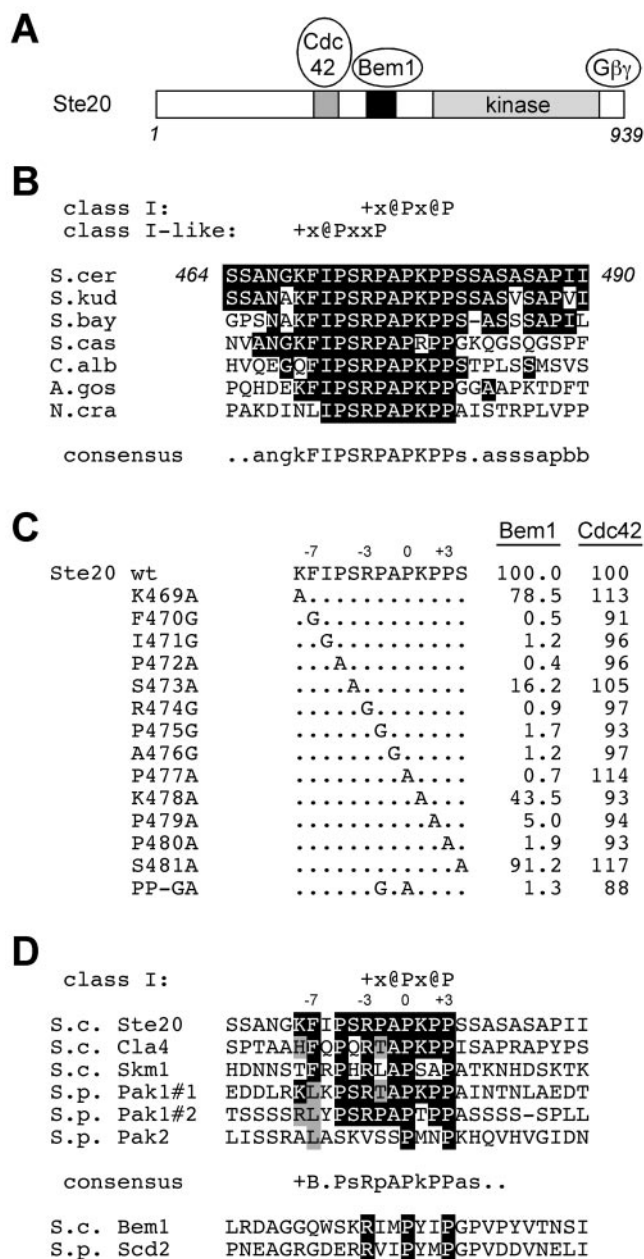 A
Cdc
42
Bem1
Gβγ
Ste20
kinase
1
939
B
class I: +x@Px@P
class I-like: +x@PxxP
S.cer 464 SSANGKFIPSRPAPKPPSSASASAPII 490
S.kud SSANAKFIPSRPAPKPPSSASVSAPVI
S.bay GPSNAKFIPSRPAPKPPS-ASSSAPIL
S.cas NVANGKFIPSRPAPRPPGKQGSQGSPF
C.alb HVQEGQFIPSRPAPKPPSTPLSSMSVS
A.gos PQHDEKFIPSRPAPKPPGGAAPKTDFT
N.cra PAKDINLIPSRPAPKPPAISTRPLVPP
consensus ..angkFIPSRPAPKPPs.asssapbb
C
Bem1 Cdc42
-7 -3 0 +3
Ste20 wt KFIPSRPAPKPPS 100.0 100
K469A A............ 78.5 113
F470G .G........... 0.5 91
I471G ..G.......... 1.2 96
P472A ...A......... 0.4 96
S473A ....A........ 16.2 105
R474G .....G....... 0.9 97
P475G ......G...... 1.7 93
A476G .......G..... 1.2 97
P477A ........A.... 0.7 114
K478A .........A... 43.5 93
P479A ..........A.. 5.0 94
P480A ...........A. 1.9 93
S481A ............A 91.2 117
PP-GA ......G.A.... 1.3 88
D
class I: +x@Px@P
-7 -3 0 +3
S.c. Ste20 SSANGKFIPSRPAPKPPSSASASAPII
S.c. Cla4 SPTAAHFQPQRTAPKPPISAPRAPYPS
S.c. Skm1 HDNNSTFRPHRLAPSAPATKNHDSKTK
S.p. Pak1#1 EDDLRKLKPSRTAPKPPAINTNLAEDT
S.p. Pak1#2 TSSSSRLYPSRPAPTPPASSSS-SPLL
S.p. Pak2 LISSRALASKVSSPMNPKHQVHVGIDN
consensus +B.PsRpAPkPPas..
S.c. Bem1 LRDAGGQWSKRIMPYIPGPVPYVTNSI
S.p. Scd2 PNEAGRGDERRVIPYMPGPVDDVNELI